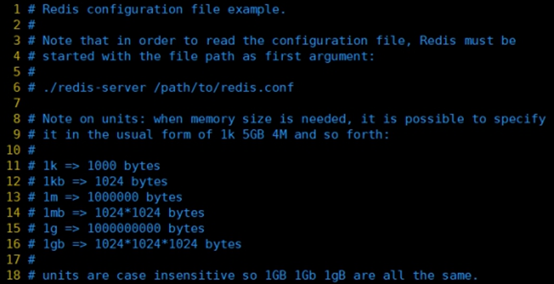 1 # Redis configuration file example.
2 #
3 # Note that in order to read the configuration file, Redis must be
4 # started with the file path as first argument:
5 #
6 # ./redis-server /path/to/redis.conf
7
8 # Note on units: when memory size is needed, it is possible to specify
9 # it in the usual form of 1k 5GB 4M and so forth:
10 #
11 # 1k => 1000 bytes
12 # 1kb => 1024 bytes
13 # 1m => 1000000 bytes
14 # 1mb => 1024*1024 bytes
15 # 1g => 1000000000 bytes
16 # 1gb => 1024*1024*1024 bytes
17 #
18 # units are case insensitive so 1GB 1Gb 1gB are all the same.